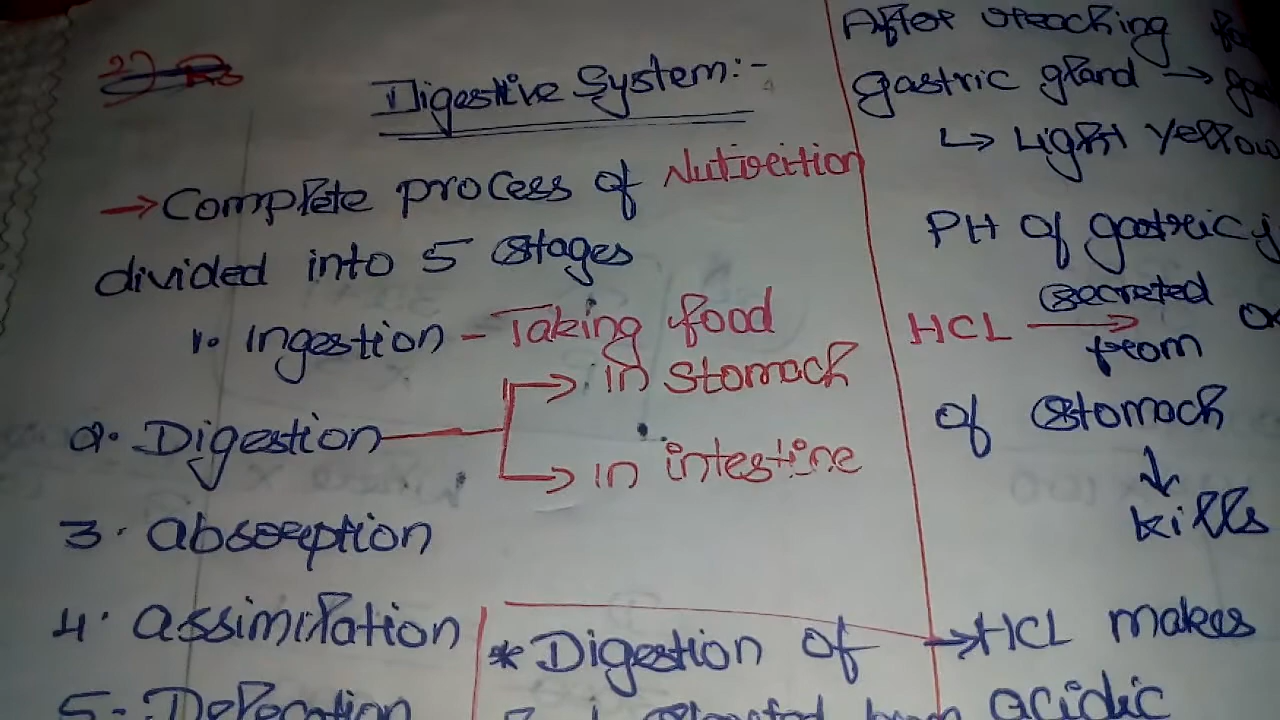 Digestive System:-
→ Complete process of Nutirition
divided into 5 stages
1. Ingestion - Taking food
2. Digestion → in stomach
→ in intestine
3. Absorption
4. Assimilation
* Digestion of
After reaching
gastric gland →
↳ Light yellow
PH of gastric
HCL secreted from
of stomach
↓
kills
→ HCL makes
acidic